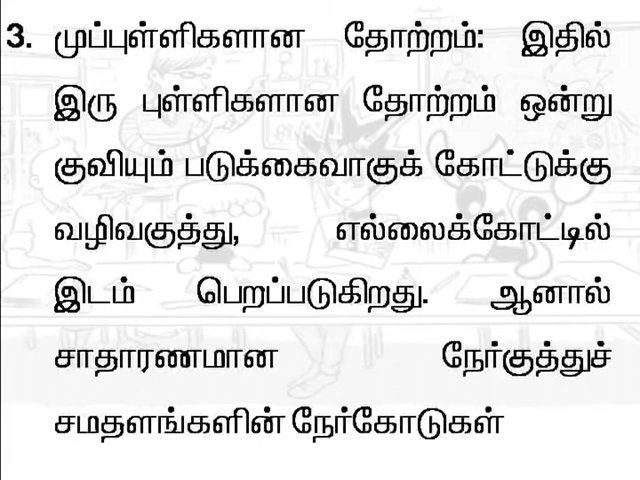 3. முப்புள்ளிகளான தோற்றம்: இதில்
இரு புள்ளிகளான தோற்றம் ஒன்று
குவியும் படுக்கைவாகுக் கோட்டுக்கு
வழிவகுத்து, எல்லைக்கோட்டில்
இடம் பெறப்படுகிறது. ஆனால்
சாதாரணமான நேர்குத்துச்
சமதளங்களின் நேர்கோடுகள்